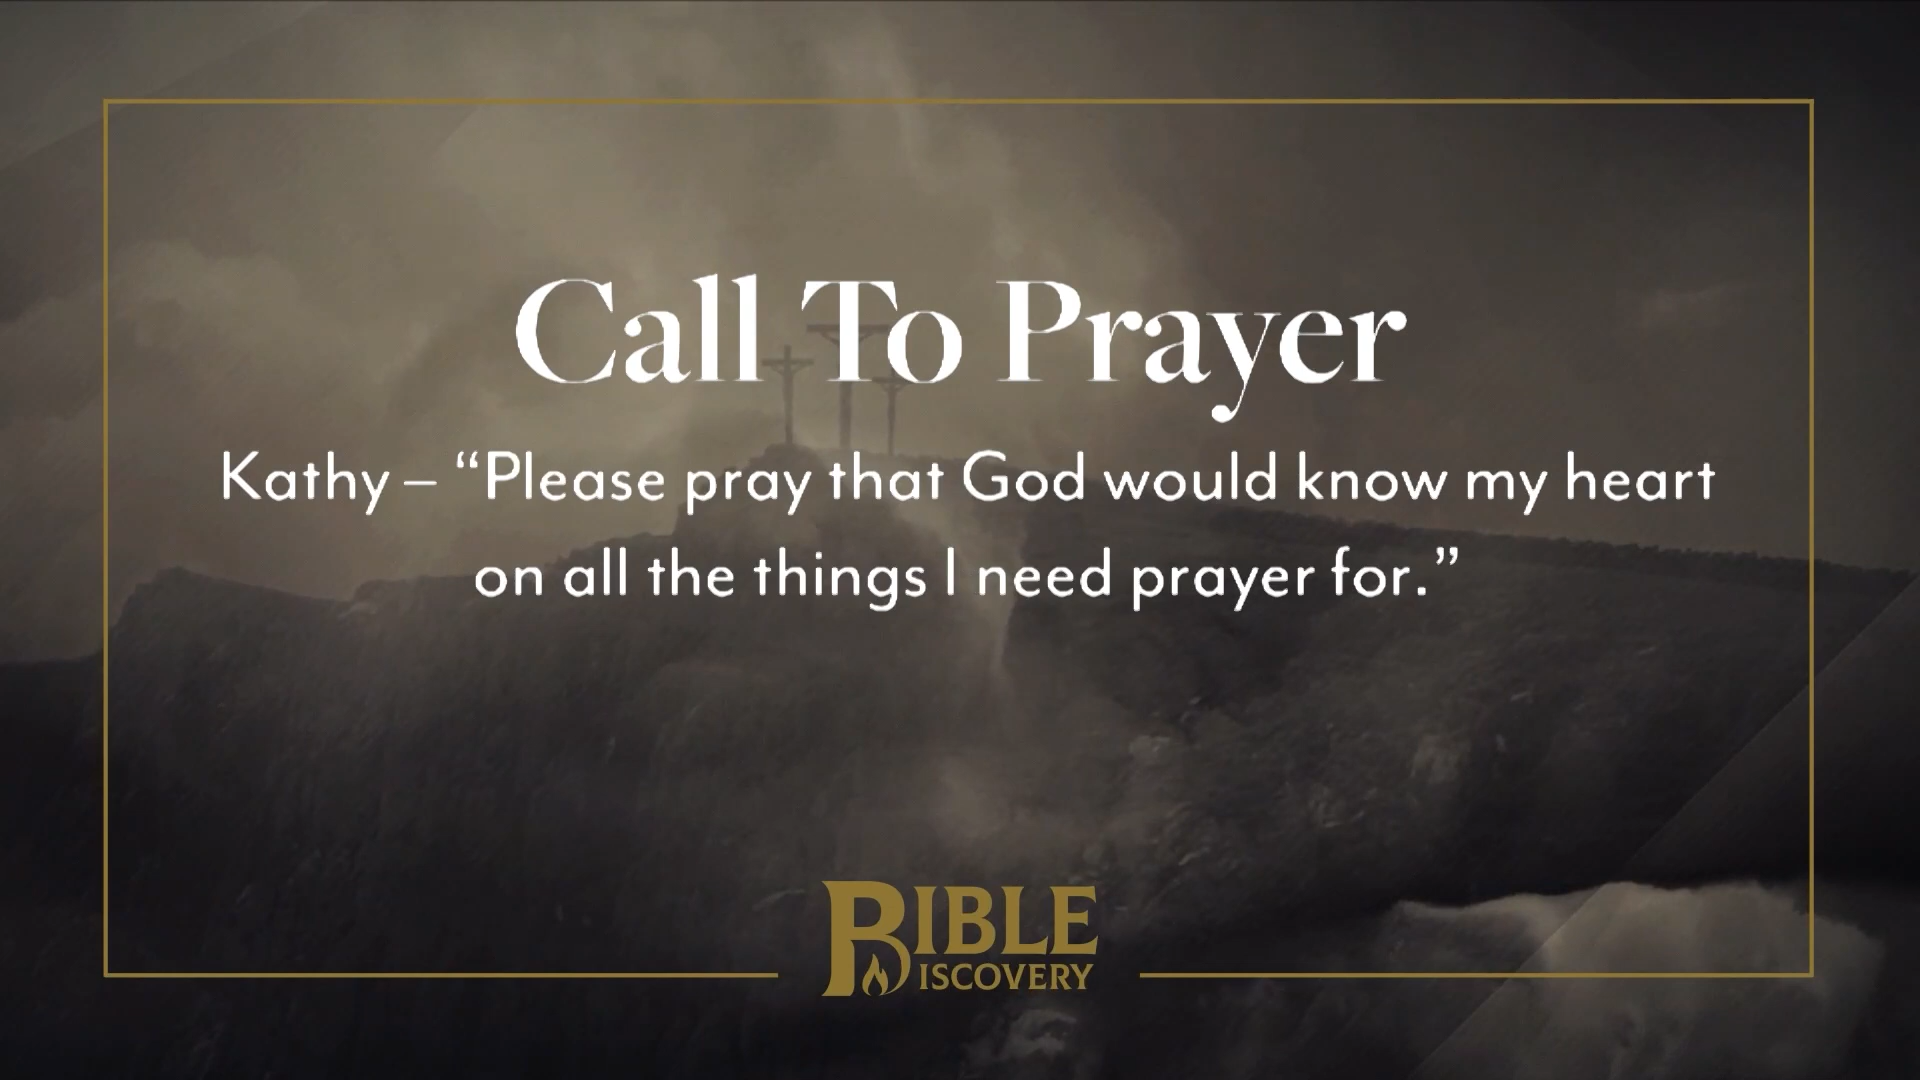 Call To Prayer
Kathy – “Please pray that God would know my heart
on all the things I need prayer for.”
BIBLE
DISCOVERY